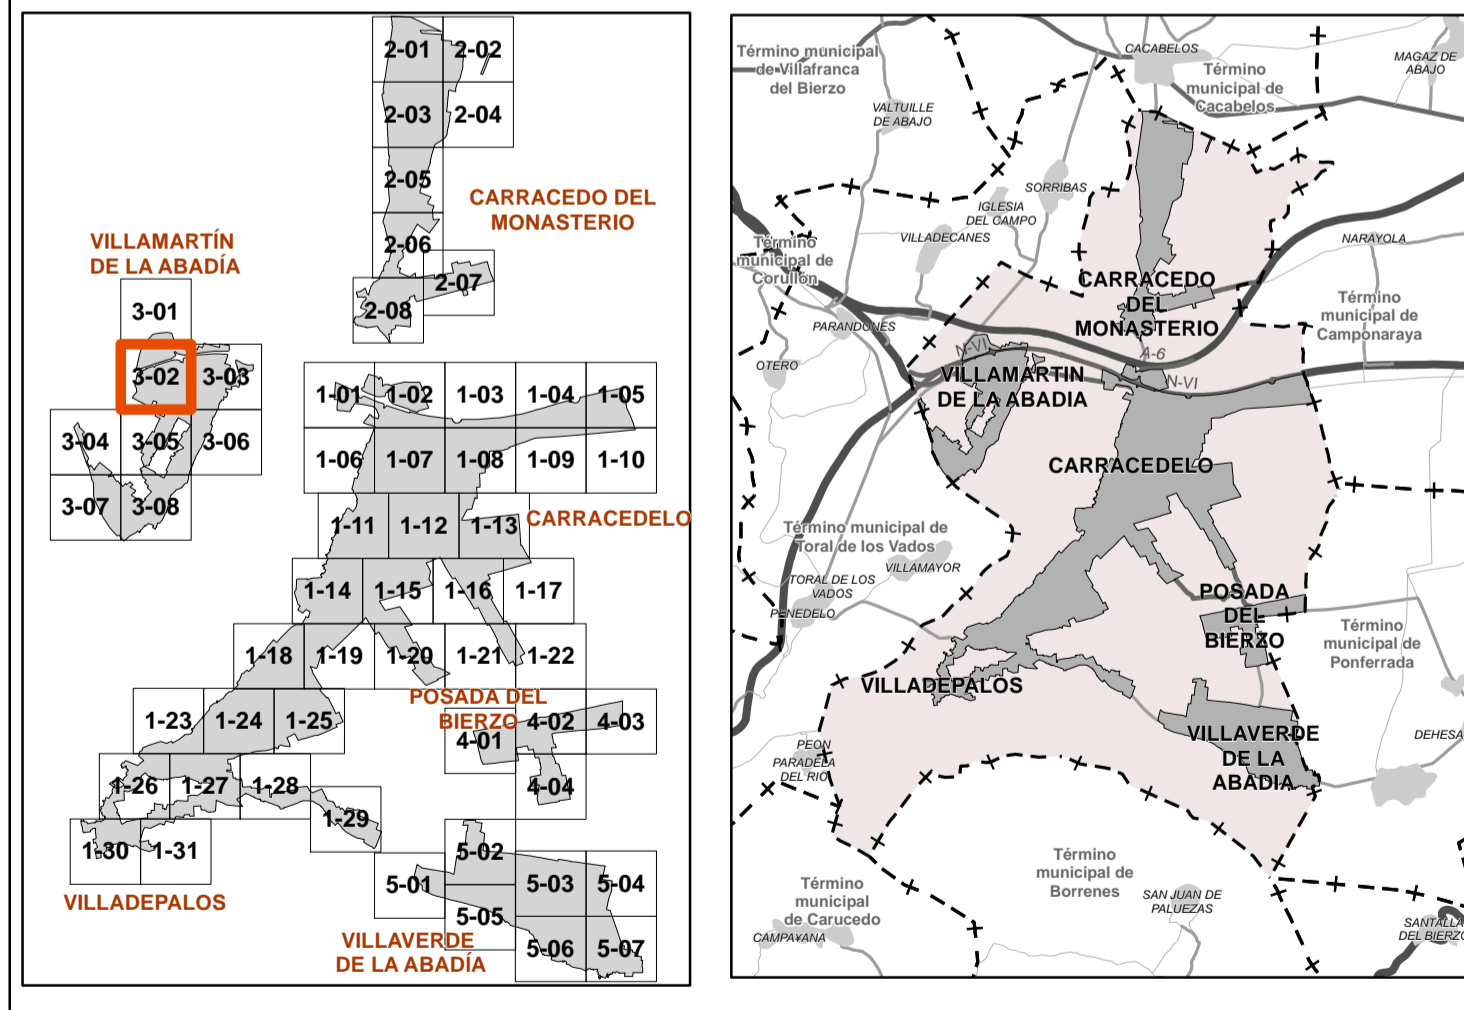 2-01
2-02
2-03
2-04
2-05
2-06
2-07
2-08
CARRACEDO DEL
MONASTERIO
VILLAMARTÍN
DE LA ABADÍA
3-01
3-02
3-03
3-04
3-05
3-06
3-07
3-08
1-01
1-02
1-03
1-04
1-05
1-06
1-07
1-08
1-09
1-10
1-11
1-12
1-13
CARRACEDELO
1-14
1-15
1-16
1-17
1-18
1-19
1-20
1-21
1-22
1-23
1-24
1-25
POSADA DEL
BIERZO
4-01
4-02
4-03
4-04
1-26
1-27
1-28
1-29
1-30
1-31
VILLADEPALOS
5-01
5-02
5-03
5-04
5-05
5-06
5-07
VILLAVERDE
DE LA ABADÍA
Término municipal
de Villafranca
del Bierzo
CACABELOS
Término
municipal de
Cacabelos
MAGAZ DE
ABAJO
VALTUILLE
DE ABAJO
SORRIBAS
IGLESIA
DEL CAMPO
VILLADECANES
Término
municipal de
Corullón
NARAYOLA
CARRACEDO
DEL
MONASTERIO
Término
municipal de
Camponaraya
PARANDONES
OTERO
N-VI
A-6
N-VI
VILLAMARTIN
DE LA ABADIA
CARRACEDELO
Término municipal de
Toral de los Vados
VILLAMAYOR
TORAL DE LOS
VADOS
PENEDELO
POSADA
DEL
BIERZO
Término
municipal de
Ponferrada
VILLADEPALOS
VILLAVERDE
DE LA
ABADIA
DEHESA
PEON
PARADELA
DEL RIO
Término
municipal de
Borrenes
Término
municipal
de Carucedo
CAMPAÑANA
SAN JUAN DE
PALUEZAS
SANTALLA
DEL BIERZO